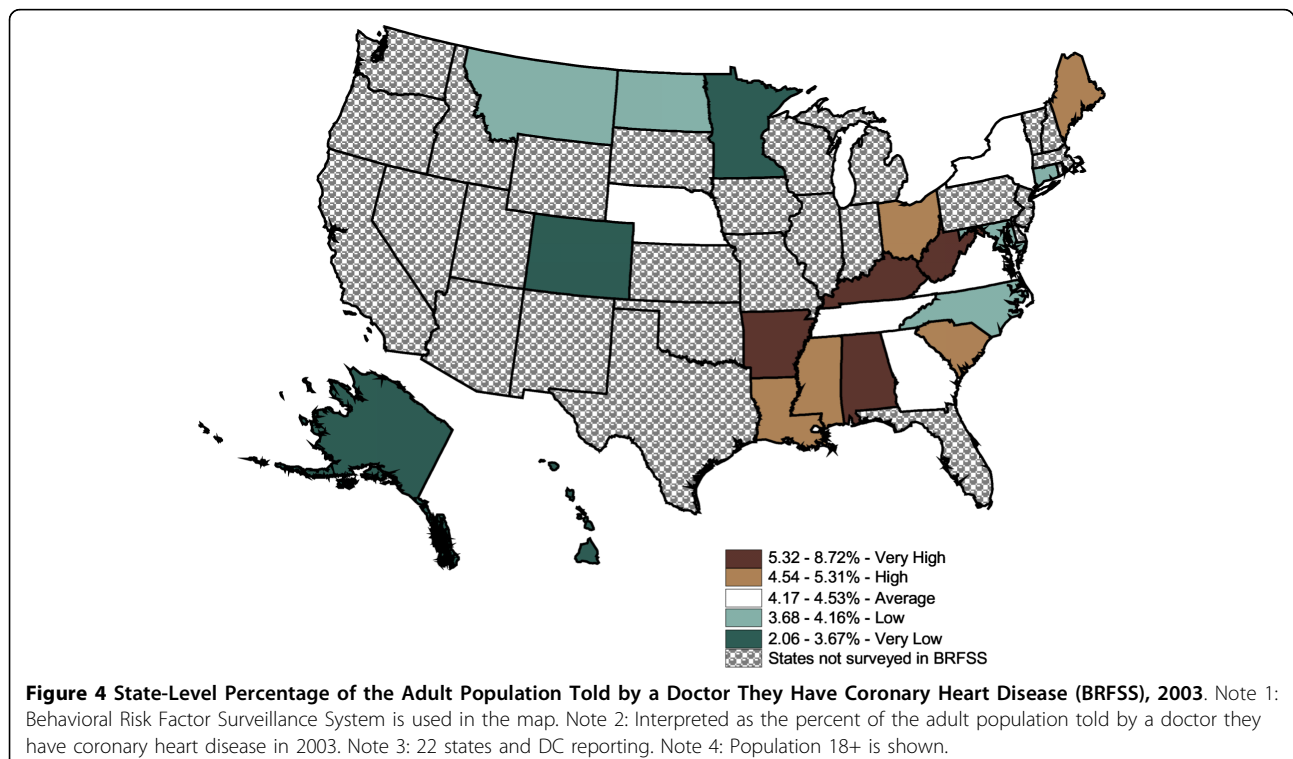 5.32 - 8.72% - Very High
4.54 - 5.31% - High
4.17 - 4.53% - Average
3.68 - 4.16% - Low
2.06 - 3.67% - Very Low
States not surveyed in BRFSS
Figure 4 State-Level Percentage of the Adult Population Told by a Doctor They Have Coronary Heart Disease (BRFSS), 2003. Note 1:
Behavioral Risk Factor Surveillance System is used in the map. Note 2: Interpreted as the percent of the adult population told by a doctor they
have coronary heart disease in 2003. Note 3: 22 states and DC reporting. Note 4: Population 18+ is shown.